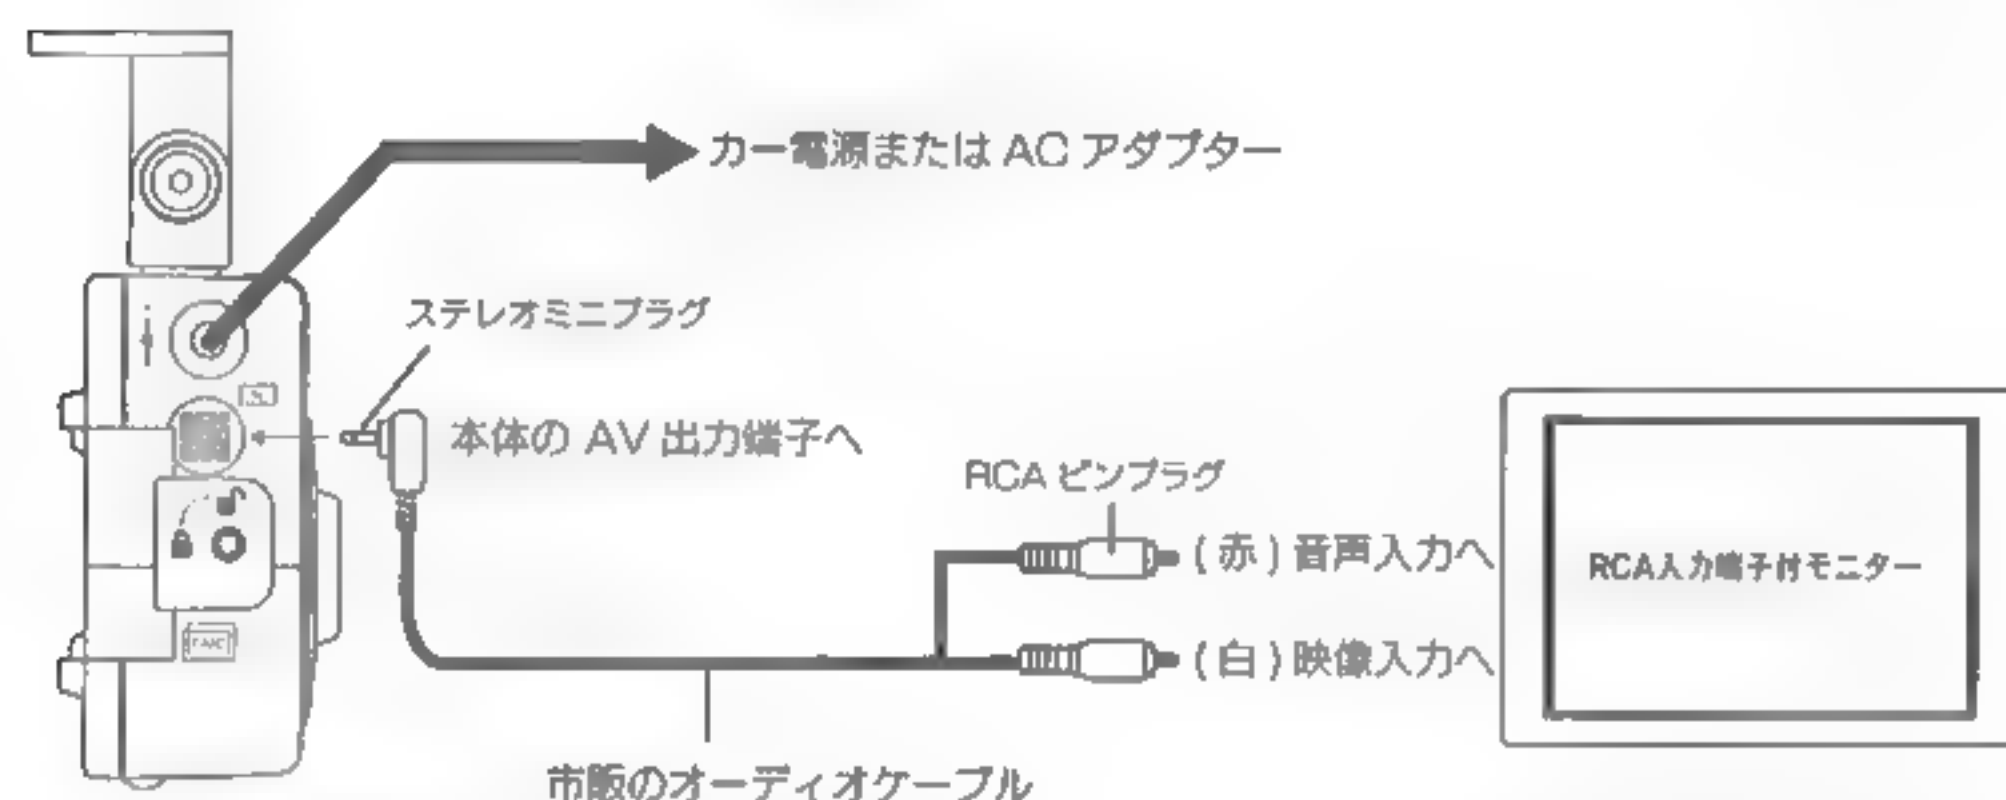 カー電源または AC アダプター
ステレオミニプラグ
本体の AV 出力端子へ
RCA ピンプラグ
(赤) 音声入力へ
RCA入力端子付モニター
(白) 映像入力へ
市販のオーディオケーブル